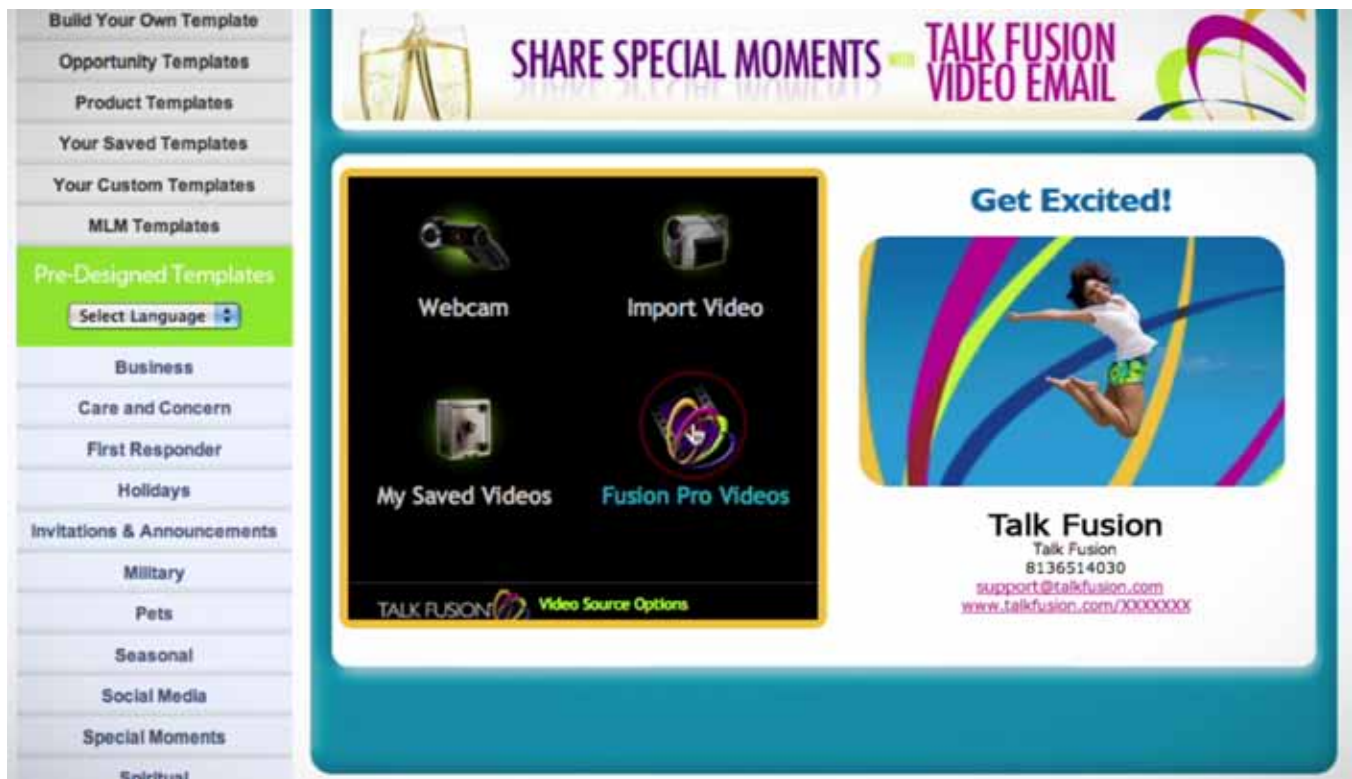 Build Your Own Template
Opportunity Templates
Product Templates
Your Saved Templates
Your Custom Templates
MLM Templates
Pre-Designed Templates
Select Language
Business
Care and Concern
First Responder
Holidays
Invitations & Announcements
Military
Pets
Seasonal
Social Media
Special Moments
Spiritual
SHARE SPECIAL MOMENTS WITH TALK FUSION
VIDEO EMAIL
Webcam
Import Video
My Saved Videos
Fusion Pro Videos
TALK FUSION
Video Source Options
Get Excited!
Talk Fusion
Talk Fusion
8136514030
support@talkfusion.com
www.talkfusion.com/XXXXXXX